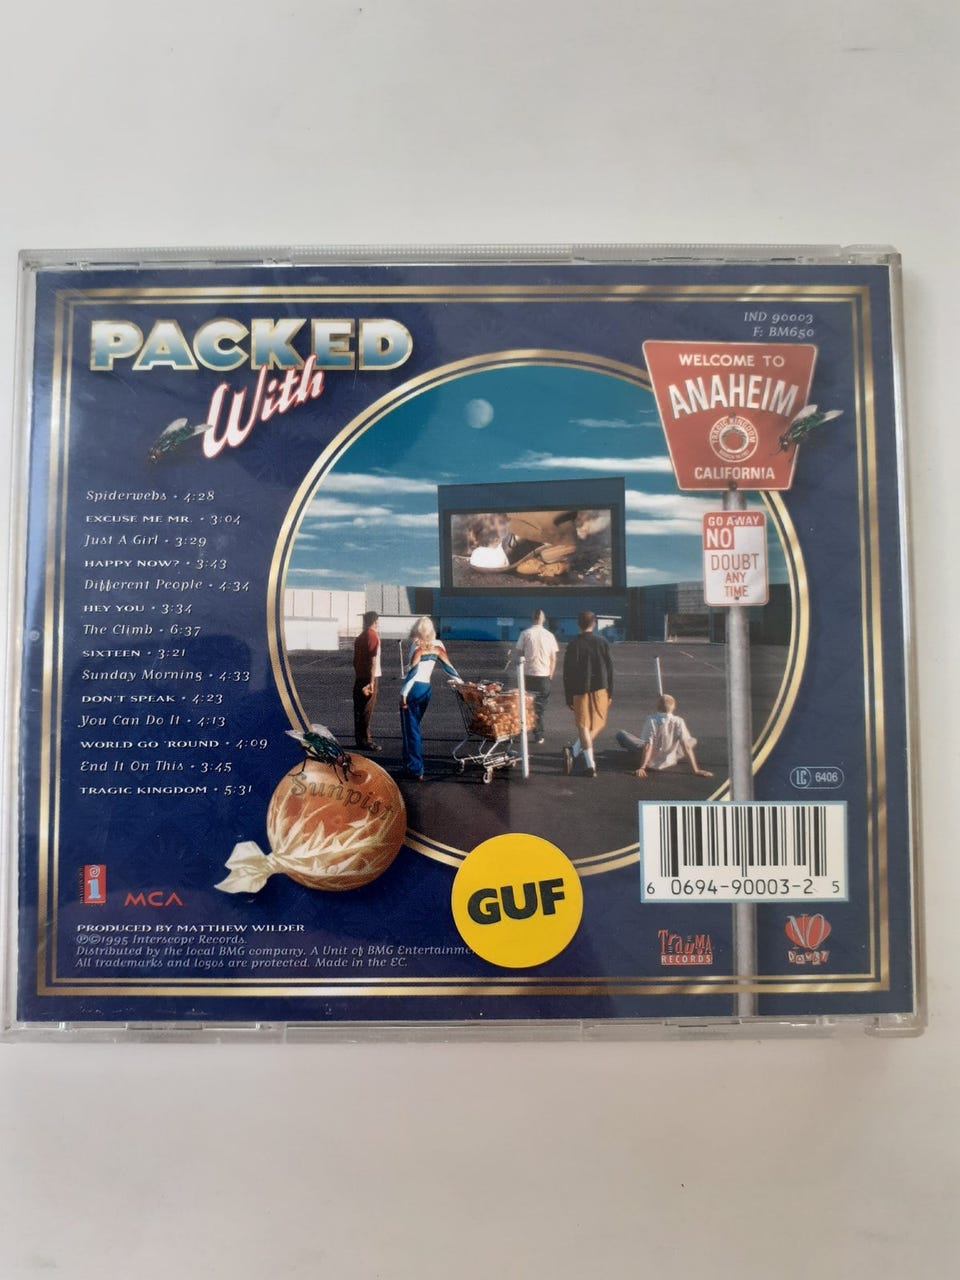 PACKED
With
IND 90003
F: BM650
WELCOME TO
ANAHEIM
TRAGIC KINGDOM
CALIFORNIA
GO AWAY
NO
DOUBT
ANY
TIME
Spiderwebs • 4:28
EXCUSE ME MR. • 3:04
Just A Girl • 3:29
HAPPY NOW? • 3:43
Different People • 4:34
HEY YOU • 3:34
The Climb • 6:37
SIXTEEN • 3:21
Sunday Morning • 4:33
DON'T SPEAK • 4:23
You Can Do It • 4:13
WORLD GO 'ROUND • 4:09
End It On This • 3:45
TRAGIC KINGDOM • 5:31
Sunpist
LC 6406
6 0694-90003-2 5
GUF
i
MCA
PRODUCED BY MATTHEW WILDER
℗©1995 Interscope Records.
Distributed by the local BMG company. A Unit of BMG Entertainme
All trademarks and logos are protected. Made in the EC.
TRAUMA
RECORDS
NO
DOUBT